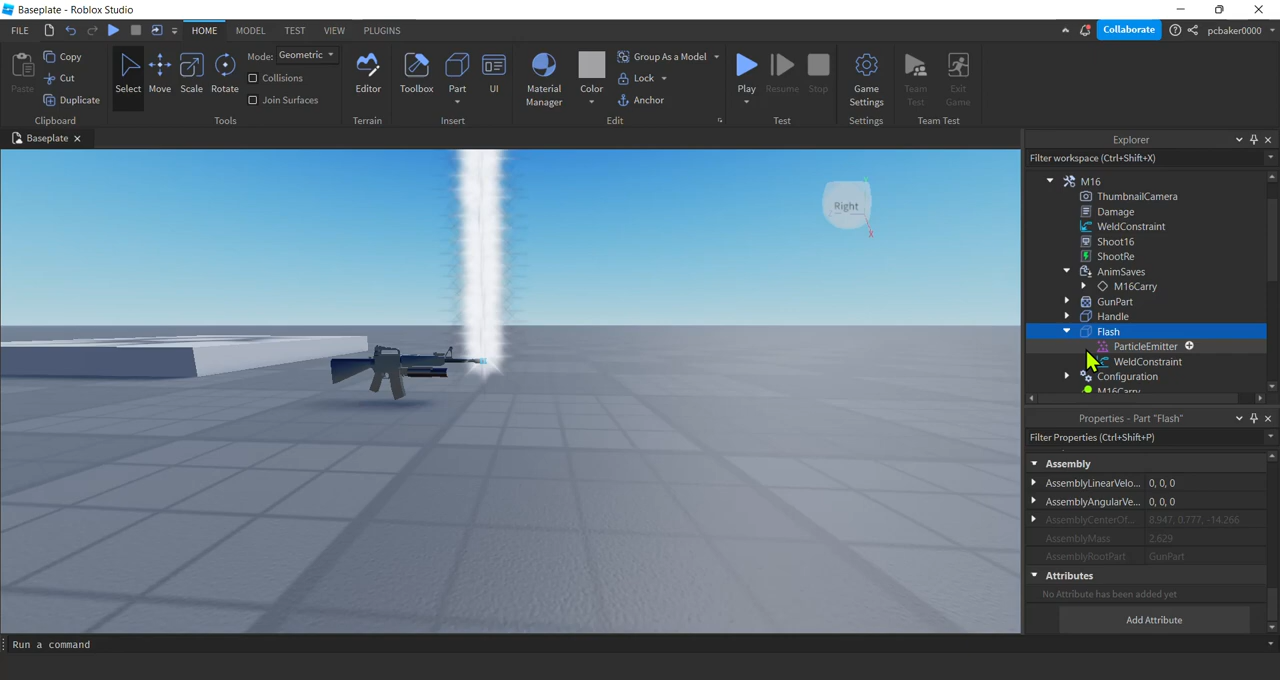 Baseplate - Roblox Studio
FILE HOME MODEL TEST VIEW PLUGINS Collaborate pcbaker0000
Paste Copy Cut Duplicate Clipboard
Select Move Scale Rotate Mode: Geometric Collisions Join Surfaces Tools
Editor Terrain
Toolbox Part UI Insert
Material Manager Color Group As a Model Lock Anchor Edit
Play Resume Stop Test
Game Settings Settings
Team Test Exit Game Team Test
Baseplate
Right
X
Explorer
Filter workspace (Ctrl+Shift+X)
M16
ThumbnailCamera
Damage
WeldConstraint
Shoot16
ShootRe
AnimSaves
M16Carry
GunPart
Handle
Flash
ParticleEmitter
WeldConstraint
Configuration
M16Carry
Properties - Part "Flash"
Filter Properties (Ctrl+Shift+P)
Assembly
AssemblyLinearVelo... 0, 0, 0
AssemblyAngularVe... 0, 0, 0
AssemblyCenterOf... 8.947, 0.777, -14.266
AssemblyMass 2.629
AssemblyRootPart GunPart
Attributes
No Attribute has been added yet
Add Attribute
Run a command